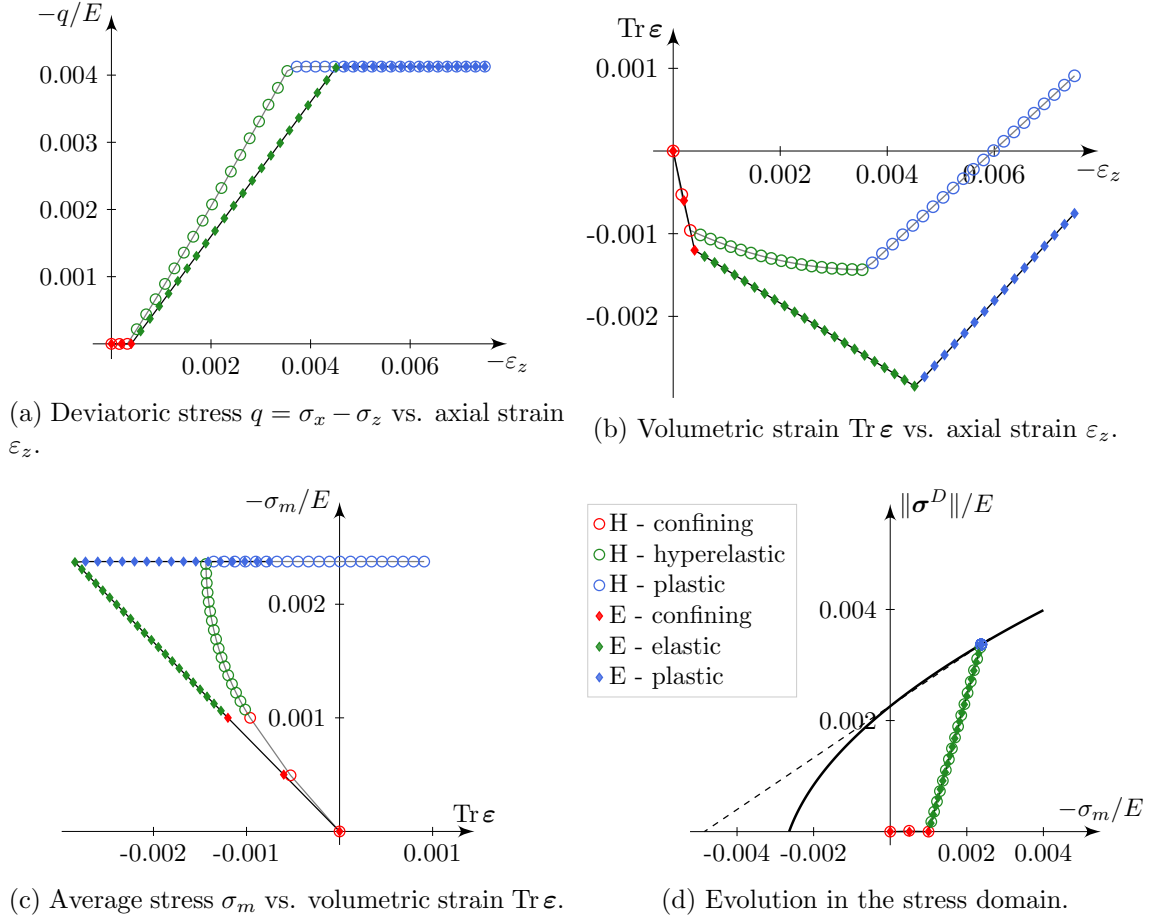 −q/E
0.004
0.003
0.002
0.001
0.002 0.004 0.006
−εz
(a) Deviatoric stress q = σx − σz vs. axial strain
εz.
Tr ε
0.001
-0.001
-0.002
0.002 0.004 0.006
−εz
(b) Volumetric strain Tr ε vs. axial strain εz.
−σm/E
0.002
0.001
Tr ε
-0.002 -0.001 0.001
(c) Average stress σm vs. volumetric strain Tr ε.
H - confining
H - hyperelastic
H - plastic
E - confining
E - elastic
E - plastic
‖σD‖/E
0.004
0.002
−σm/E
-0.004 -0.002 0.002 0.004
(d) Evolution in the stress domain.